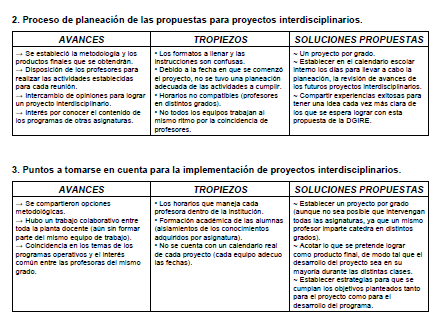 2. Proceso de planeación de las propuestas para proyectos interdisciplinarios.
AVANCES
→ Se estableció la metodología y los
productos finales que se obtendrán.
→ Disposición de los profesores para
realizar las actividades establecidas
para cada reunión.
→ Intercambio de opiniones para lograr
un proyecto interdisciplinario.
→ Interés por conocer el contenido de
los programas de otras asignaturas.
TROPIEZOS
• Los formatos a llenar y las
instrucciones son confusas.
• Debido a la fecha en que se comenzó
el proyecto, no se tuvo una planeación
adecuada de las actividades a cumplir.
• Horarios no compatibles (profesores
en distintos grados).
• No todos los equipos trabajan al
mismo ritmo por la coincidencia de
profesores.
SOLUCIONES PROPUESTAS
~ Un proyecto por grado.
~ Establecer en el calendario escolar
interno los días para llevar a cabo la
planeación, la revisión de avances de
los futuros proyectos interdisciplinarios.
~ Compartir experiencias exitosas para
tener una idea cada vez más clara de
los que se espera lograr con esta
propuesta de la DGIRE.
3. Puntos a tomarse en cuenta para la implementación de proyectos interdisciplinarios.
AVANCES
→ Se compartieron opciones
metodológicas.
→ Hubo un trabajo colaborativo entre
toda la planta docente (aún sin formar
parte del mismo equipo de trabajo).
→ Coincidencia en los temas de los
programas operativos y el interés
común entre las profesoras del mismo
grado.
TROPIEZOS
• Los horarios que maneja cada
profesora dentro de la institución.
• Formación académica de las alumnas
(aislamientos de los conocimientos
adquiridos por asignatura).
• No se cuenta con un calendario real
de cada proyecto (cada equipo adecuo
las fechas).
SOLUCIONES PROPUESTAS
~ Establecer un proyecto por grado
(aunque no sea posible que intervengan
todas las asignaturas, ya que un mismo
profesor imparte catedra en distintos
grados).
~ Acotar lo que se pretende lograr
como producto final, de modo tal que el
desarrollo del proyecto sea en su
mayoría durante las distintas clases.
~ Establecer estrategias para que se
cumplan los objetivos planteados tanto
para el proyecto como para el
desarrollo del programa.